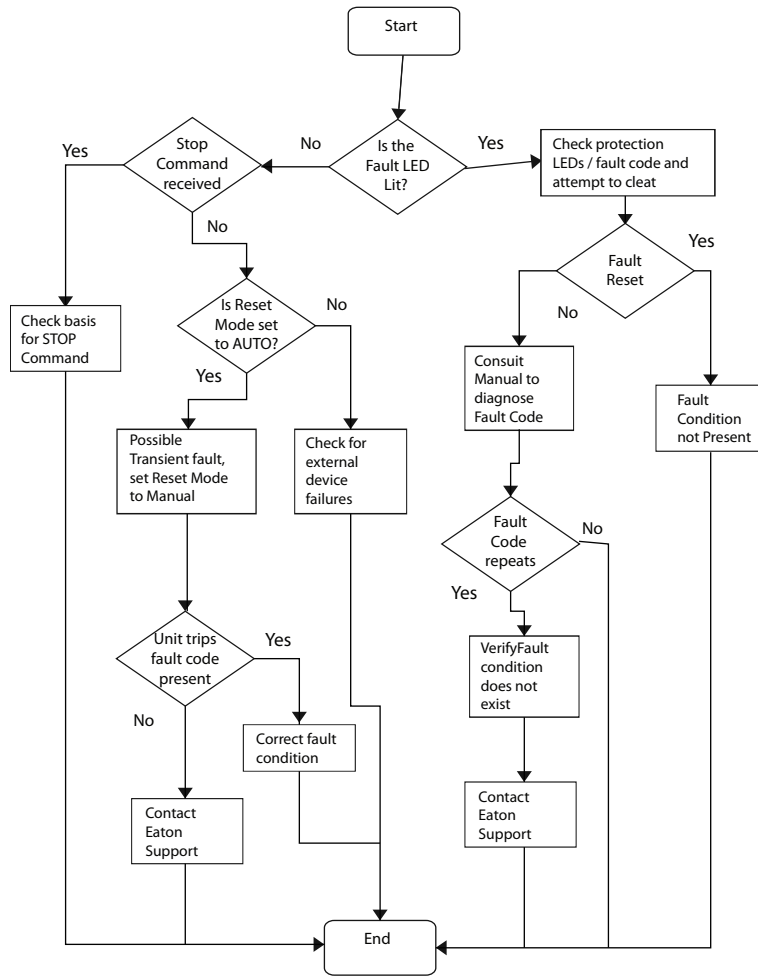 Start
Is the
Fault LED
Lit?
No
Yes
Stop
Command
received
Yes
No
Check protection
LEDs / fault code and
attempt to cleat
Fault
Reset
Yes
No
Check basis
for STOP
Command
Is Reset
Mode set
to AUTO?
No
Yes
Consuit
Manual to
diagnose
Fault Code
Fault
Condition
not Present
Possible
Transient fault,
set Reset Mode
to Manual
Check for
external
device
failures
Fault
Code
repeats
No
Yes
Unit trips
fault code
present
Yes
No
VerifyFault
condition
does not
exist
Correct fault
condition
Contact
Eaton
Support
Contact
Eaton
Support
End